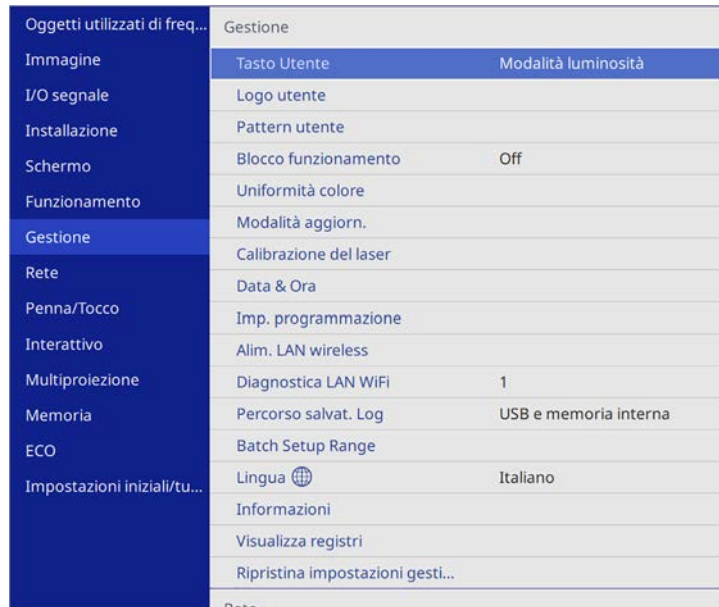 Oggetti utilizzati di freq...
Immagine
I/O segnale
Installazione
Schermo
Funzionamento
Gestione
Rete
Penna/Tocco
Interattivo
Multiproiezione
Memoria
ECO
Impostazioni iniziali/tu...
Gestione
Tasto Utente Modalità luminosità
Logo utente
Pattern utente
Blocco funzionamento Off
Uniformità colore
Modalità aggiorn.
Calibrazione del laser
Data & Ora
Imp. programmazione
Alim. LAN wireless
Diagnostica LAN WiFi 1
Percorso salvat. Log USB e memoria interna
Batch Setup Range
Lingua Italiano
Informazioni
Visualizza registri
Ripristina impostazioni gesti...